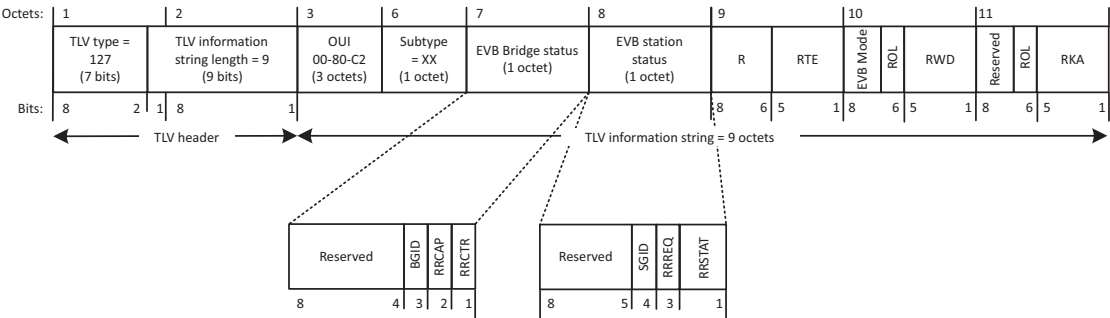 Octets: 1 2 3 6 7 8 9 10 11
TLV type =
127
(7 bits)
TLV information
string length = 9
(9 bits)
OUI
00-80-C2
(3 octets)
Subtype
= XX
(1 octet)
EVB Bridge status
(1 octet)
EVB station
status
(1 octet)
R
RTE
EVB Mode
ROL
RWD
Reserved
ROL
RKA
Bits: 8 2 1 8 1 8 6 5 1 8 6 5 1 8 6 5 1
TLV header
TLV information string = 9 octets
Reserved
BGID
RRCAP
RRCTR
Reserved
SGID
RRREQ
RRSTAT
8 4 3 2 1
8 5 4 3 1